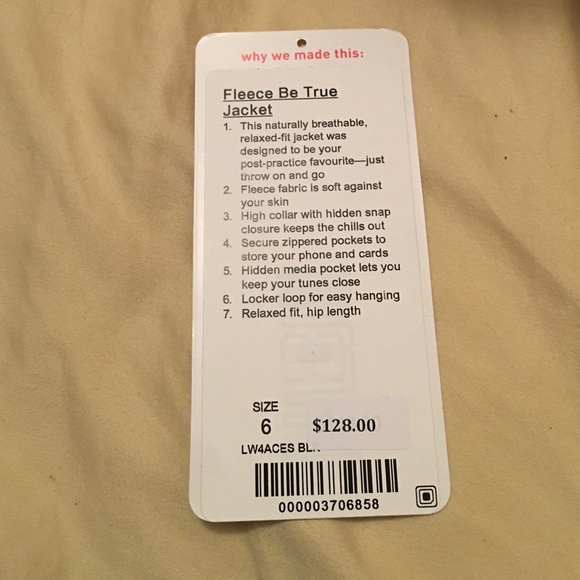 why we made this:
Fleece Be True
Jacket
1. This naturally breathable,
relaxed-fit jacket was
designed to be your
post-practice favourite—just
throw on and go
2. Fleece fabric is soft against
your skin
3. High collar with hidden snap
closure keeps the chills out
4. Secure zippered pockets to
store your phone and cards
5. Hidden media pocket lets you
keep your tunes close
6. Locker loop for easy hanging
7. Relaxed fit, hip length
SIZE
6 $128.00
LW4ACES
000003706858